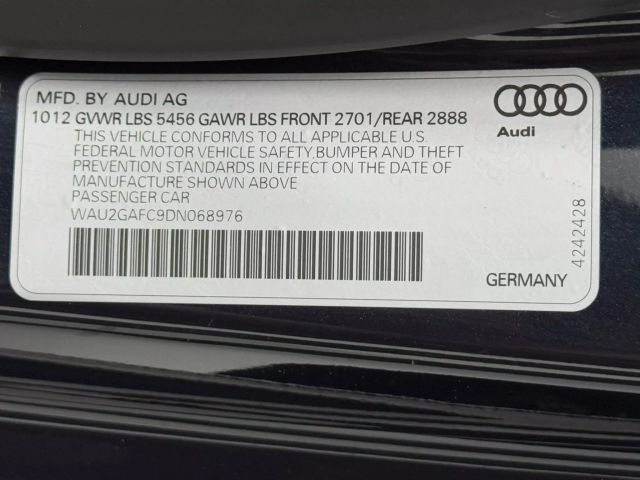 MFD. BY AUDI AG
1012 GVWR LBS 5456 GAWR LBS FRONT 2701/REAR 2888
THIS VEHICLE CONFORMS TO ALL APPLICABLE U.S
FEDERAL MOTOR VEHICLE SAFETY,BUMPER AND THEFT
PREVENTION STANDARDS IN EFFECT ON THE DATE OF
MANUFACTURE SHOWN ABOVE
PASSENGER CAR
WAU2GAFC9DN068976
Audi
4242428
GERMANY